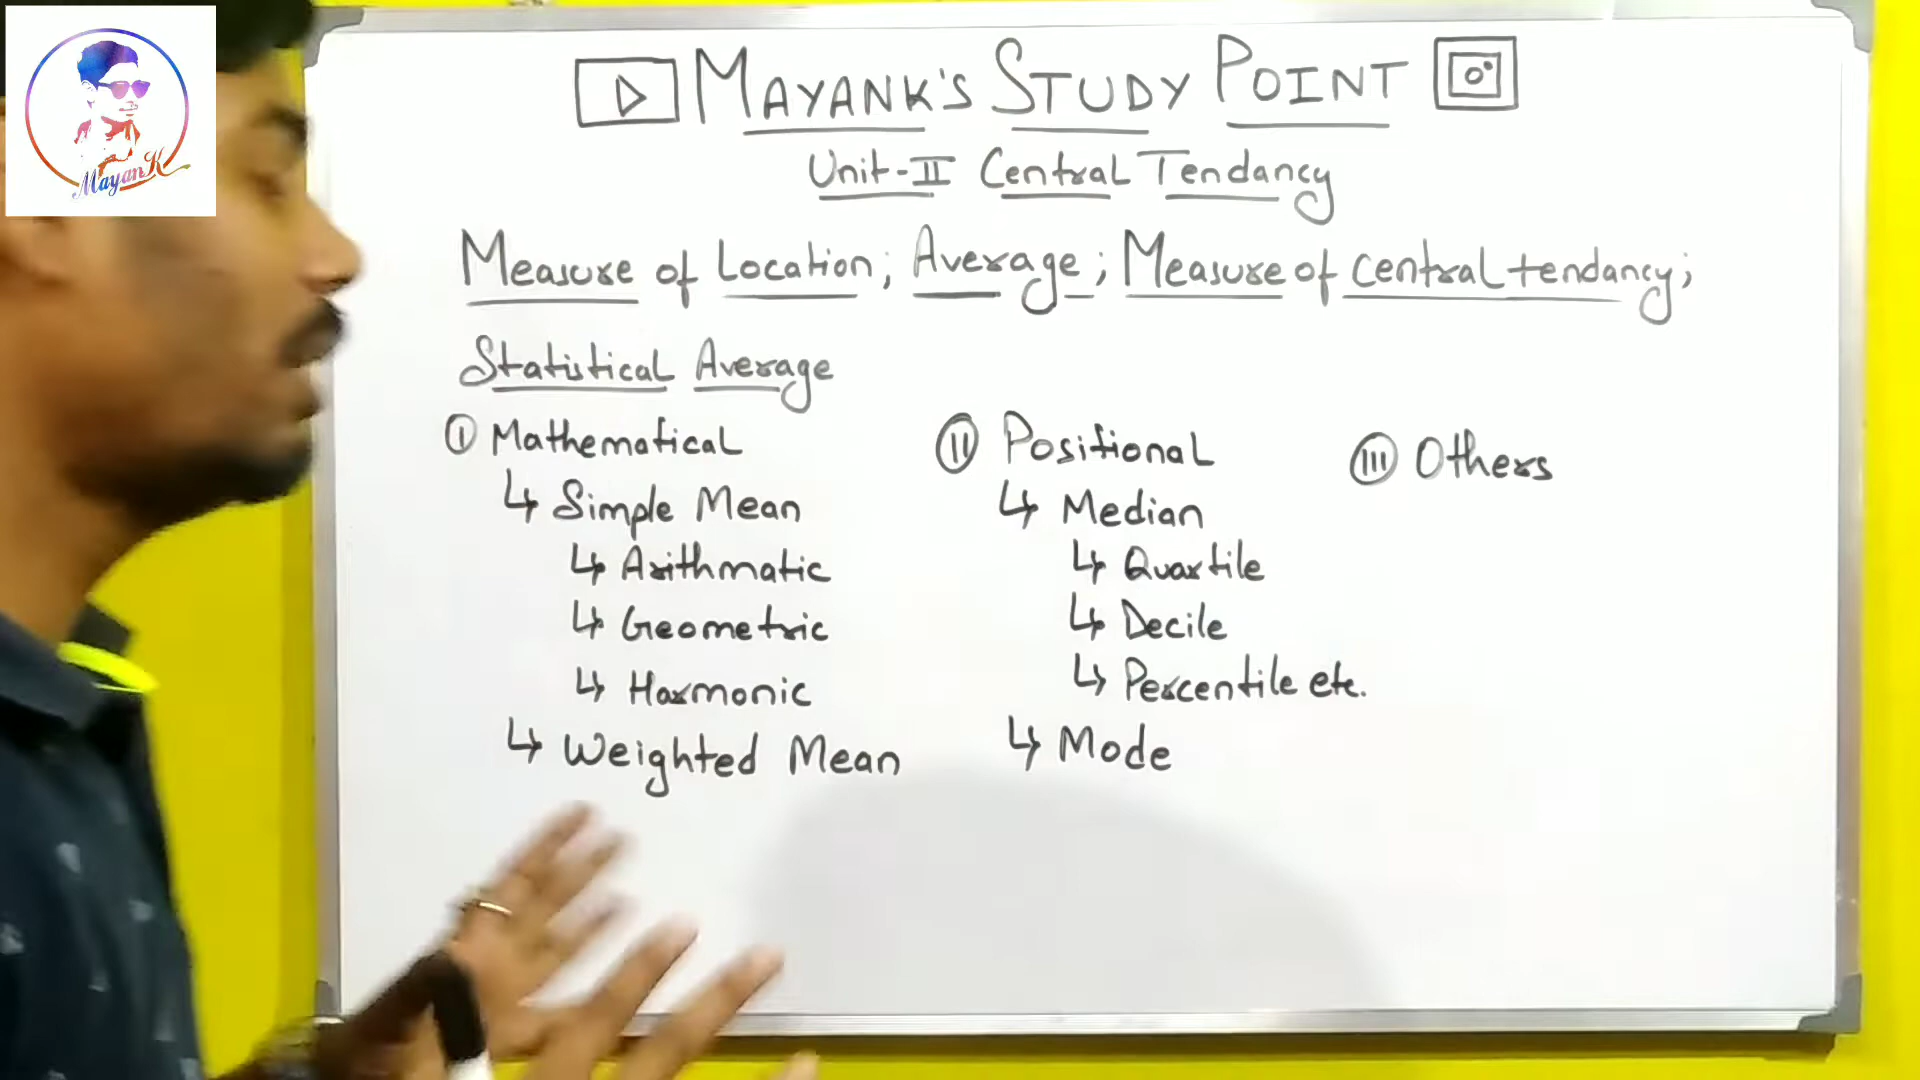 MayanK
MAYANK'S STUDY POINT
Unit-II Central Tendancy
Measure of Location; Average; Measure of central tendancy;
Statistical Average
(I) Mathematical
↳ Simple Mean
↳ Arithmatic
↳ Geometric
↳ Harmonic
↳ Weighted Mean
(II) Positional
↳ Median
↳ Quartile
↳ Decile
↳ Percentile etc.
↳ Mode
(III) Others